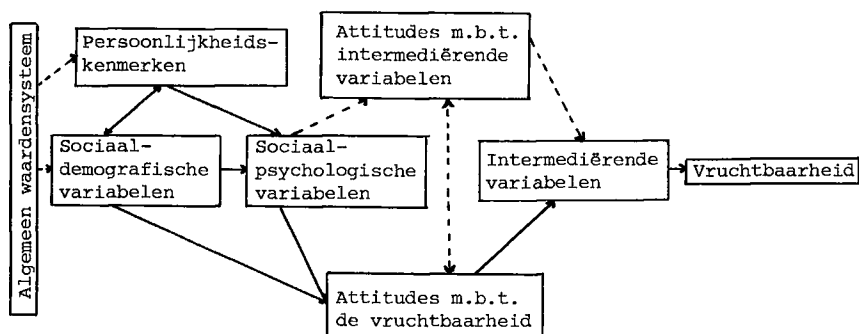 Algemeen waardensysteem
Persoonlijkheids-
kenmerken
Attitudes m.b.t.
intermediërende
variabelen
Sociaal-
demografische
variabelen
Sociaal-
psychologische
variabelen
Intermediërende
variabelen
Vruchtbaarheid
Attitudes m.b.t.
de vruchtbaarheid